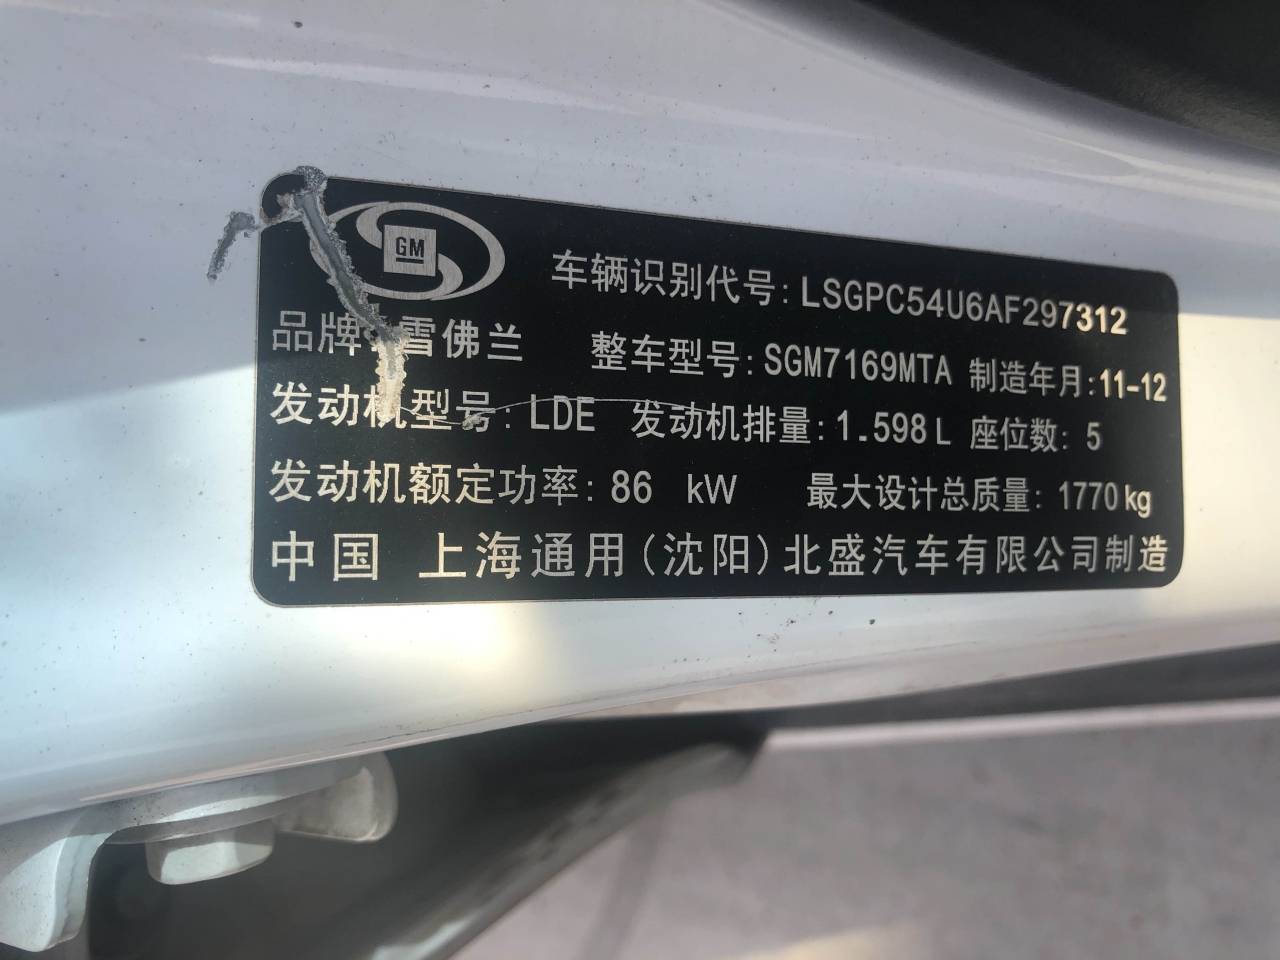 GM
车辆识别代号:LSGPC54U6AF297312
品牌:雪佛兰 整车型号:SGM7169MTA 制造年月:11-12
发动机型号:LDE 发动机排量:1.598L 座位数:5
发动机额定功率:86 kW 最大设计总质量:1770kg
中国 上海通用(沈阳)北盛汽车有限公司制造